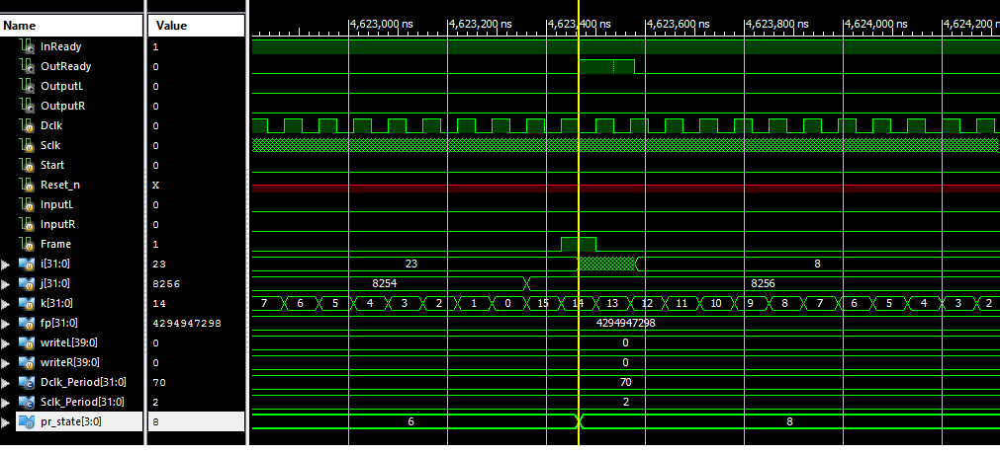 Name Value 4,623,000 ns 4,623,200 ns 4,623,400 ns 4,623,600 ns 4,623,800 ns 4,624,000 ns 4,624,200 ns
InReady 1
OutReady 0
OutputL 0
OutputR 0
Dclk 0
Sclk 0
Start 0
Reset_n X
InputL 0
InputR 0
Frame 1
i[31:0] 23 23 8
j[31:0] 8256 8254 8256
k[31:0] 14 7 6 5 4 3 2 1 0 15 14 13 12 11 10 9 8 7 6 5 4 3 2
fp[31:0] 4294947298 4294947298
writeL[39:0] 0 0
writeR[39:0] 0 0
Dclk_Period[31:0] 70 70
Sclk_Period[31:0] 2 2
pr_state[3:0] 8 6 8